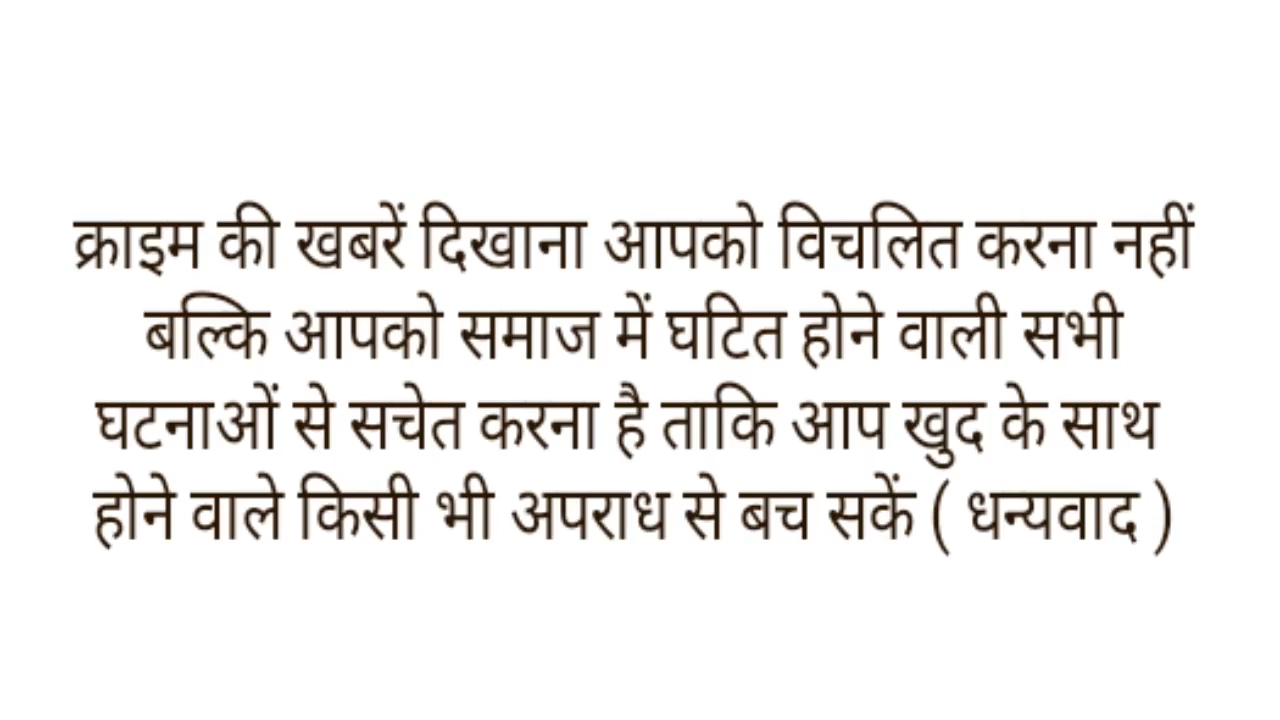 क्राइम की खबरें दिखाना आपको विचलित करना नहीं
बल्कि आपको समाज में घटित होने वाली सभी
घटनाओं से सचेत करना है ताकि आप खुद के साथ
होने वाले किसी भी अपराध से बच सकें ( धन्यवाद )